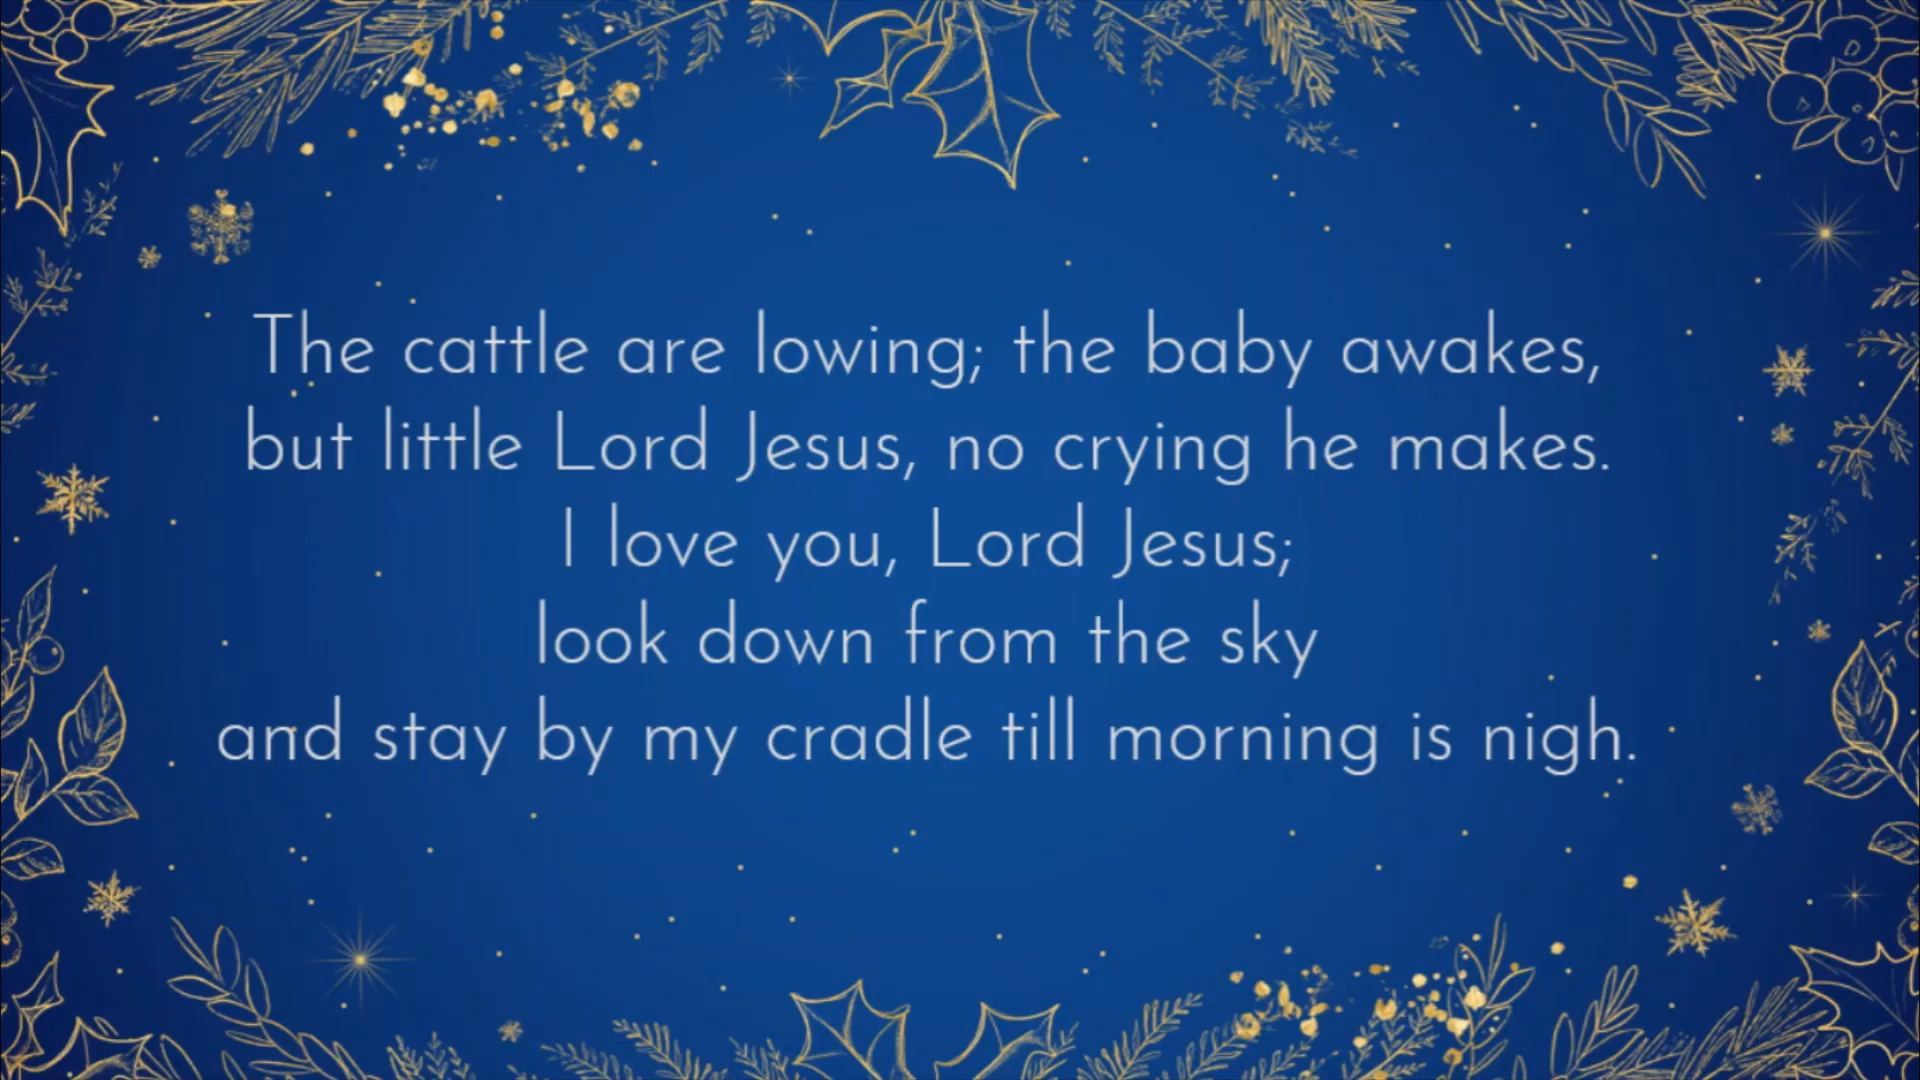 The cattle are lowing; the baby awakes,
but little Lord Jesus, no crying he makes.
I love you, Lord Jesus;
look down from the sky
and stay by my cradle till morning is nigh.